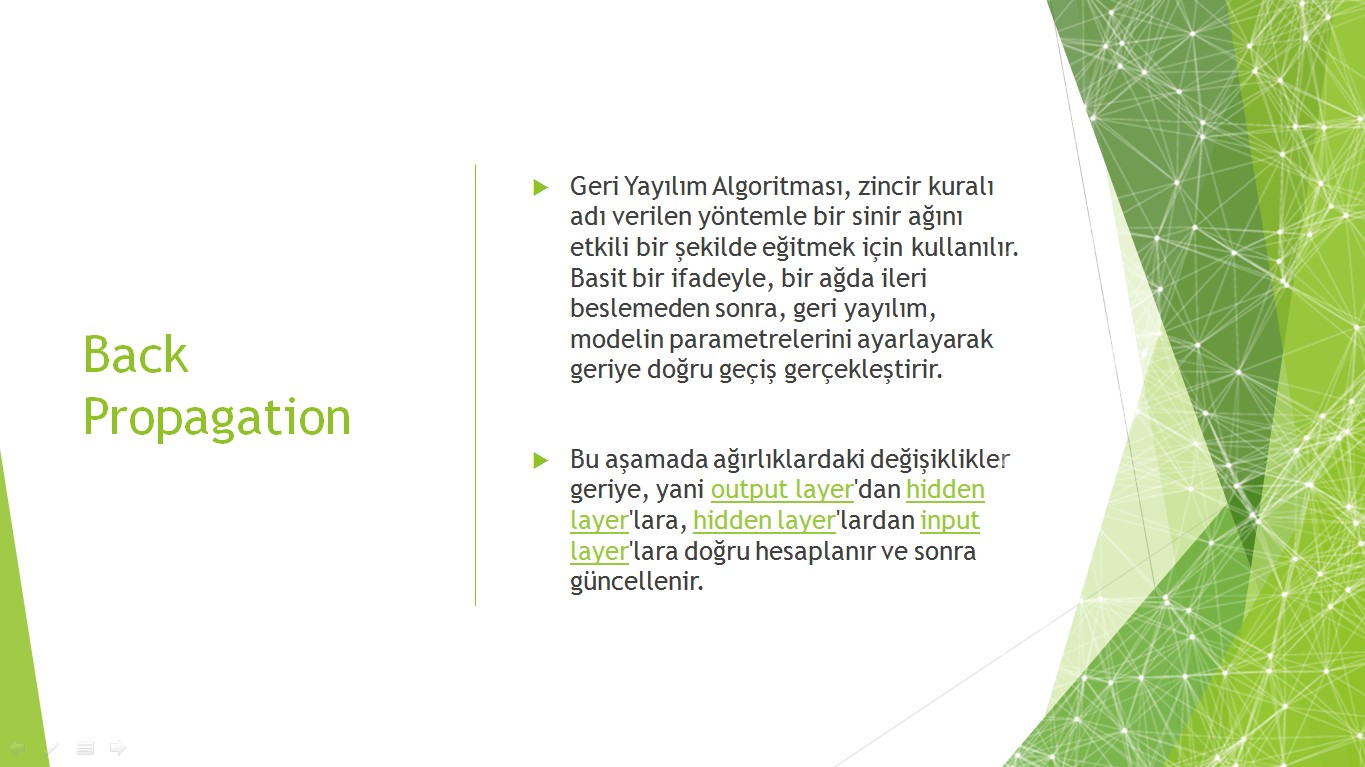 Back
Propagation
Geri Yayılım Algoritması, zincir kuralı
adı verilen yöntemle bir sinir ağını
etkili bir şekilde eğitmek için kullanılır.
Basit bir ifadeyle, bir ağda ileri
beslemeden sonra, geri yayılım,
modelin parametrelerini ayarlayarak
geriye doğru geçiş gerçekleştirir.
Bu aşamada ağırlıklardaki değişiklikler
geriye, yani output layer'dan hidden
layer'lara, hidden layer'lardan input
layer'lara doğru hesaplanır ve sonra
güncellenir.